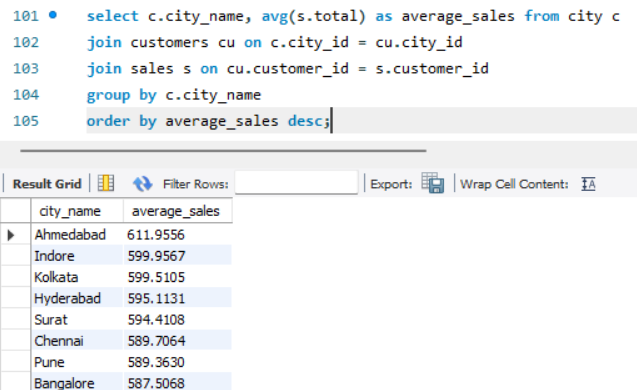 101 select c.city_name, avg(s.total) as average_sales from city c
102 join customers cu on c.city_id = cu.city_id
103 join sales s on cu.customer_id = s.customer_id
104 group by c.city_name
105 order by average_sales desc;
Result Grid Filter Rows: Export: Wrap Cell Content: IA
city_name average_sales
Ahmedabad 611.9556
Indore 599.9567
Kolkata 599.5105
Hyderabad 595.1131
Surat 594.4108
Chennai 589.7064
Pune 589.3630
Bangalore 587.5068